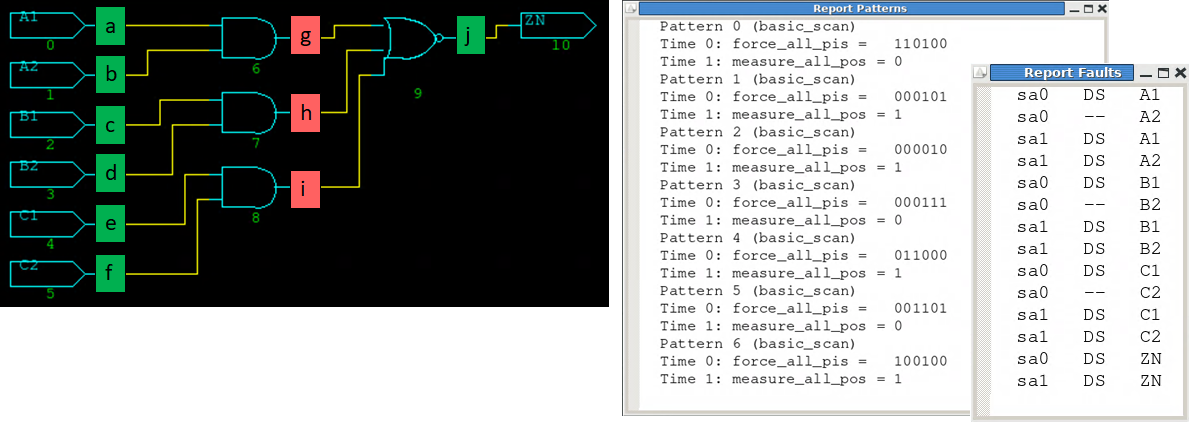 A1
0
a
A2
1
b
B1
2
c
B2
3
d
C1
4
e
C2
5
f
6
g
7
h
8
i
9
j
ZN
10
Report Patterns
Pattern 0 (basic_scan)
Time 0: force_all_pis = 110100
Time 1: measure_all_pos = 0
Pattern 1 (basic_scan)
Time 0: force_all_pis = 000101
Time 1: measure_all_pos = 1
Pattern 2 (basic_scan)
Time 0: force_all_pis = 000010
Time 1: measure_all_pos = 1
Pattern 3 (basic_scan)
Time 0: force_all_pis = 000111
Time 1: measure_all_pos = 0
Pattern 4 (basic_scan)
Time 0: force_all_pis = 011000
Time 1: measure_all_pos = 1
Pattern 5 (basic_scan)
Time 0: force_all_pis = 001101
Time 1: measure_all_pos = 0
Pattern 6 (basic_scan)
Time 0: force_all_pis = 100100
Time 1: measure_all_pos = 1
Report Faults
sa0 DS A1
sa0 -- A2
sa1 DS A1
sa1 DS A2
sa0 DS B1
sa0 -- B2
sa1 DS B1
sa1 DS B2
sa0 DS C1
sa0 -- C2
sa1 DS C1
sa1 DS C2
sa0 DS ZN
sa1 DS ZN